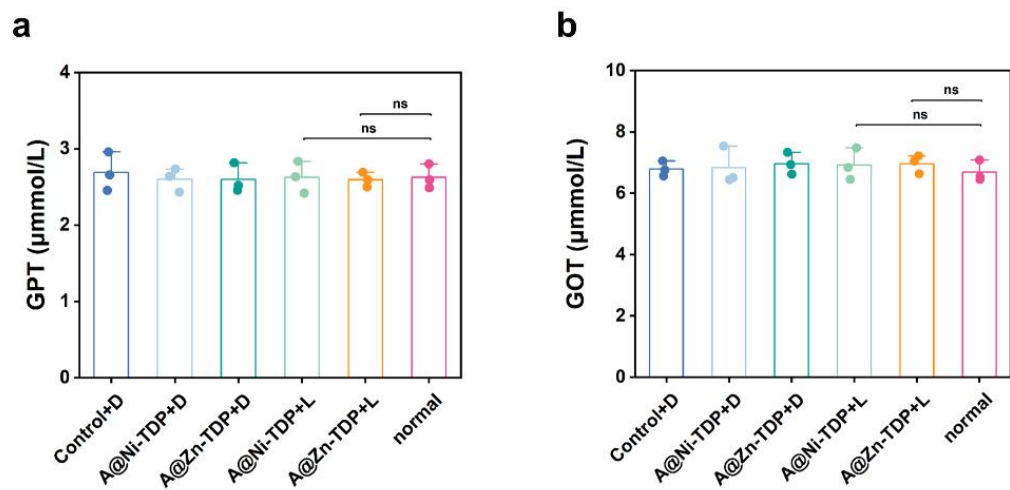 a
GPT (μmmol/L)
4
3
2
1
0
ns
ns
Control+D
A@Ni-TDP+D
A@Zn-TDP+D
A@Ni-TDP+L
A@Zn-TDP+L
normal
b
GOT (μmmol/L)
10
8
6
4
2
0
ns
ns
Control+D
A@Ni-TDP+D
A@Zn-TDP+D
A@Ni-TDP+L
A@Zn-TDP+L
normal